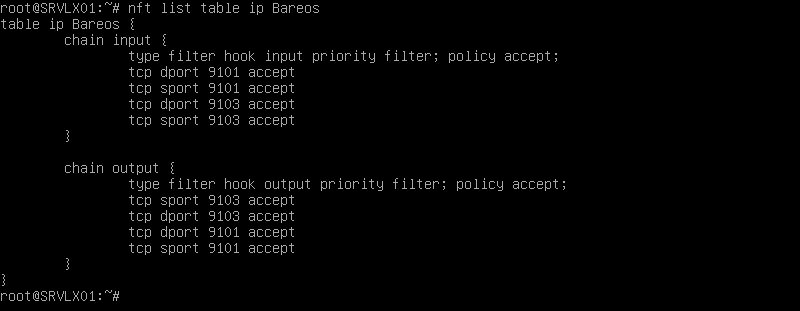 root@SRVLX01:~# nft list table ip Bareos
table ip Bareos {
        chain input {
                type filter hook input priority filter; policy accept;
                tcp dport 9101 accept
                tcp sport 9101 accept
                tcp dport 9103 accept
                tcp sport 9103 accept
        }

        chain output {
                type filter hook output priority filter; policy accept;
                tcp sport 9103 accept
                tcp dport 9103 accept
                tcp dport 9101 accept
                tcp sport 9101 accept
        }
}
root@SRVLX01:~#